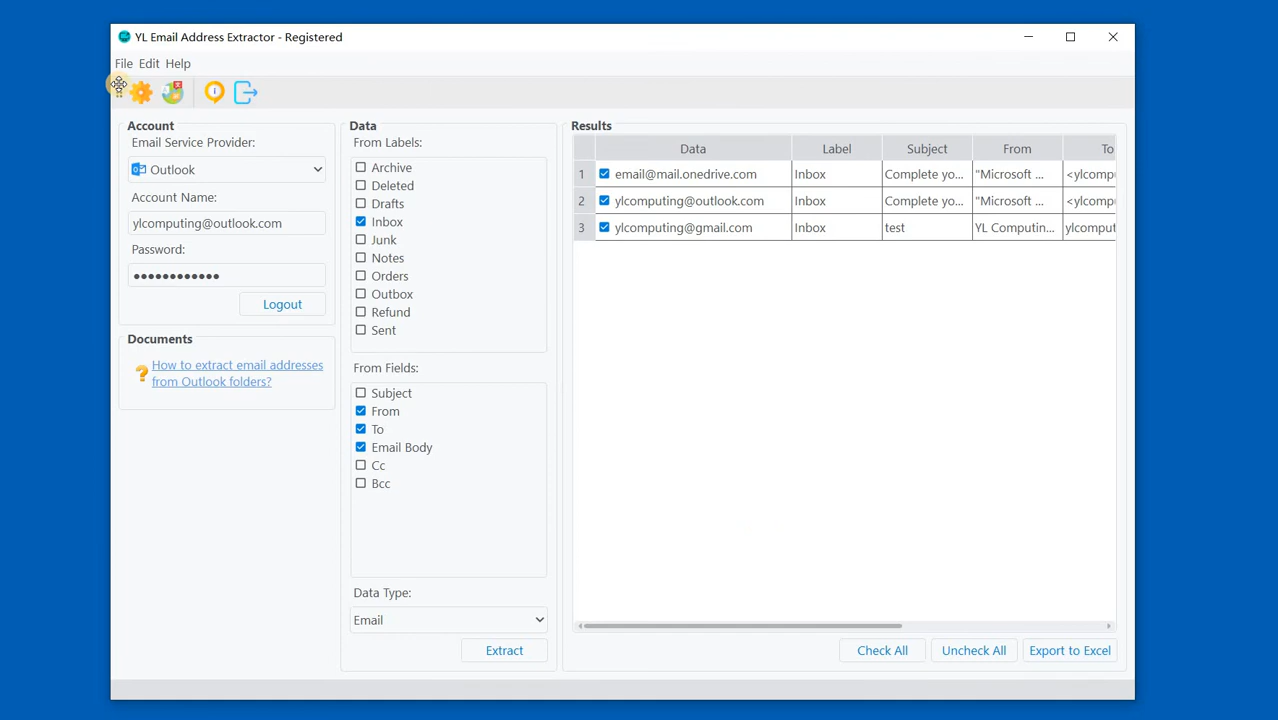 YL Email Address Extractor - Registered
File Edit Help
Account
Email Service Provider:
Outlook
Account Name:
ylcomputing@outlook.com
Password:
Logout
Documents
How to extract email addresses
from Outlook folders?
Data
From Labels:
Archive
Deleted
Drafts
Inbox
Junk
Notes
Orders
Outbox
Refund
Sent
From Fields:
Subject
From
To
Email Body
Cc
Bcc
Data Type:
Email
Extract
Results
Data Label Subject From To
1 email@mail.onedrive.com Inbox Complete yo... "Microsoft ... <ylcomp
2 ylcomputing@outlook.com Inbox Complete yo... "Microsoft ... <ylcomp
3 ylcomputing@gmail.com Inbox test YL Computin... ylcomput
Check All Uncheck All Export to Excel